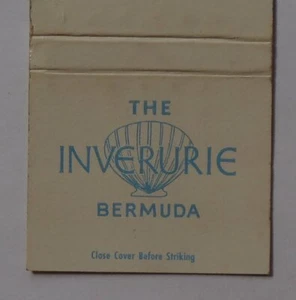 THE
INVERURIE
BERMUDA
Close Cover Before Striking